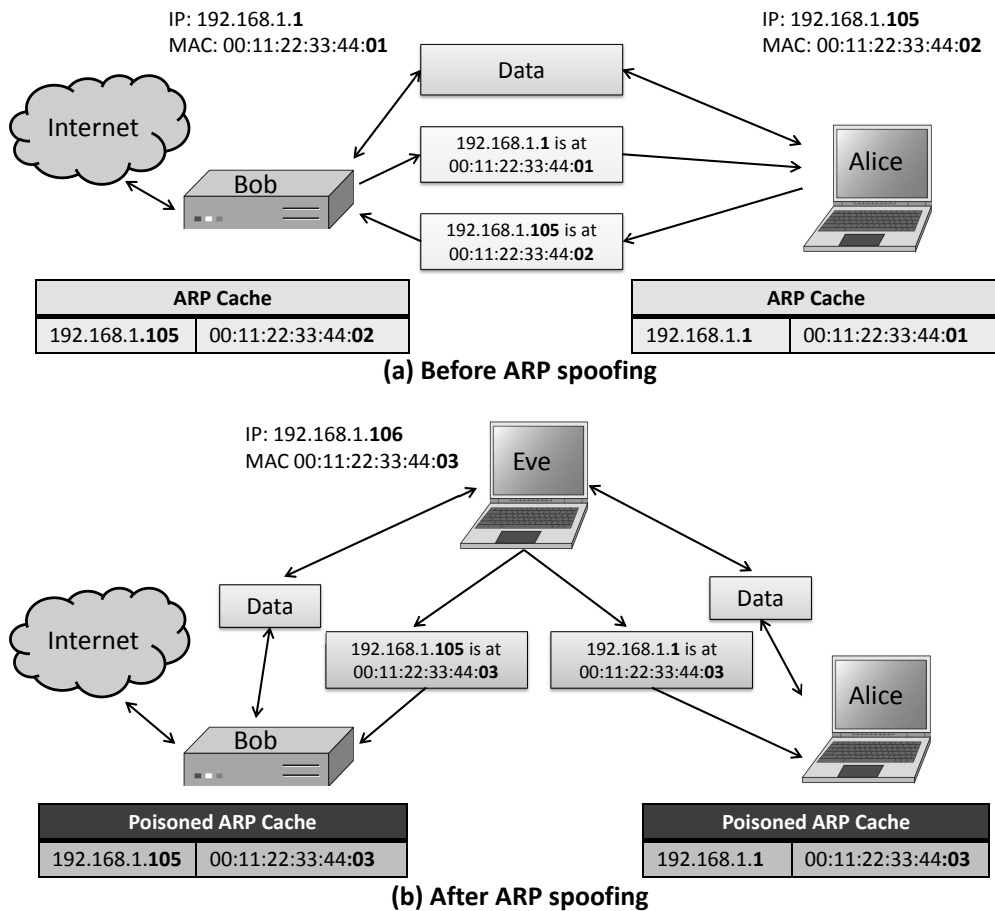 IP: 192.168.1.1
MAC: 00:11:22:33:44:01
IP: 192.168.1.105
MAC: 00:11:22:33:44:02
Data
Internet
192.168.1.1 is at
00:11:22:33:44:01
Bob
Alice
192.168.1.105 is at
00:11:22:33:44:02
ARP Cache
192.168.1.105 00:11:22:33:44:02
ARP Cache
192.168.1.1 00:11:22:33:44:01
(a) Before ARP spoofing
IP: 192.168.1.106
MAC 00:11:22:33:44:03
Eve
Data
Data
Internet
192.168.1.105 is at
00:11:22:33:44:03
192.168.1.1 is at
00:11:22:33:44:03
Bob
Alice
Poisoned ARP Cache
192.168.1.105 00:11:22:33:44:03
Poisoned ARP Cache
192.168.1.1 00:11:22:33:44:03
(b) After ARP spoofing